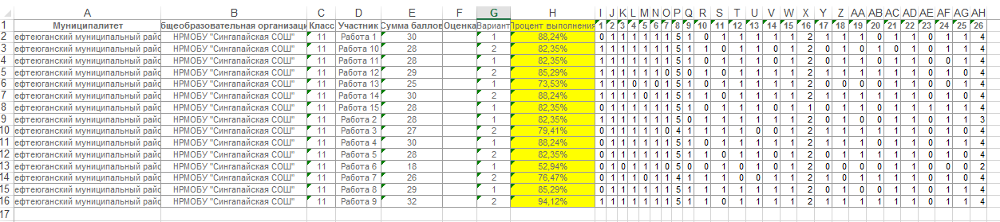 A B C D E F G H I J K L M N O P Q R S T U V W X Y Z AA AB AC AD AE AF AG AH
1 Муниципалитет бщеобразовательная организаци Класс Участник Сумма баллов Оценка Вариант Процент выполнения 1 2 3 4 5 6 7 8 9 10 11 12 13 14 15 16 17 18 19 20 21 22 23 24 25 26
2 ефтеюганский муниципальный райо НРМОБУ "Сингапайская СОШ" 11 Работа 1 30 1 88,24% 0 1 1 1 1 1 1 5 1 0 1 1 1 1 1 2 1 1 1 0 1 1 0 1 1 4
3 ефтеюганский муниципальный райо НРМОБУ "Сингапайская СОШ" 11 Работа 10 28 2 82,35% 1 1 1 1 1 1 1 5 1 1 0 1 1 0 1 0 1 1 0 1 0 1 1 1 1 4
4 ефтеюганский муниципальный райо НРМОБУ "Сингапайская СОШ" 11 Работа 11 28 1 82,35% 1 1 1 1 1 1 1 5 1 0 1 1 1 1 1 0 1 1 1 0 1 1 0 0 1 4
5 ефтеюганский муниципальный райо НРМОБУ "Сингапайская СОШ" 11 Работа 12 29 2 85,29% 1 1 1 1 1 1 0 5 0 1 1 1 1 1 1 2 0 1 0 1 1 1 0 1 1 4
6 ефтеюганский муниципальный райо НРМОБУ "Сингапайская СОШ" 11 Работа 13 25 1 73,53% 1 1 1 0 1 0 1 5 1 0 1 1 1 1 1 2 0 0 0 0 1 1 0 0 1 4
7 ефтеюганский муниципальный райо НРМОБУ "Сингапайская СОШ" 11 Работа 14 30 2 88,24% 1 1 1 1 0 1 1 5 1 1 1 0 1 1 1 2 1 0 1 1 1 1 0 1 1 4
8 ефтеюганский муниципальный райо НРМОБУ "Сингапайская СОШ" 11 Работа 15 28 1 82,35% 0 1 1 1 1 1 1 5 1 0 1 1 1 0 1 1 0 1 1 0 1 1 1 1 1 4
9 ефтеюганский муниципальный райо НРМОБУ "Сингапайская СОШ" 11 Работа 2 28 1 82,35% 0 1 1 1 1 1 1 5 1 0 1 1 0 1 1 2 1 1 1 0 1 1 0 1 1 3
10 ефтеюганский муниципальный райо НРМОБУ "Сингапайская СОШ" 11 Работа 3 27 2 79,41% 1 1 1 1 1 1 0 4 1 1 1 1 0 0 1 1 1 1 1 1 1 1 0 1 0 4
11 ефтеюганский муниципальный райо НРМОБУ "Сингапайская СОШ" 11 Работа 4 30 1 88,24% 1 1 1 1 1 1 1 5 1 0 1 1 1 1 1 2 1 1 1 0 1 1 0 1 0 4
12 ефтеюганский муниципальный райо НРМОБУ "Сингапайская СОШ" 11 Работа 5 28 2 82,35% 1 1 1 1 1 1 1 5 1 1 0 1 0 1 1 2 0 1 0 1 1 1 0 1 0 4
13 ефтеюганский муниципальный райо НРМОБУ "Сингапайская СОШ" 11 Работа 6 18 1 52,94% 1 1 0 1 1 1 0 5 0 0 1 0 1 0 1 1 0 0 0 0 1 1 0 0 0 2
14 ефтеюганский муниципальный райо НРМОБУ "Сингапайская СОШ" 11 Работа 7 26 2 76,47% 1 1 1 1 0 1 1 4 1 1 1 0 0 1 1 1 1 0 1 1 1 1 0 1 0 4
15 ефтеюганский муниципальный райо НРМОБУ "Сингапайская СОШ" 11 Работа 8 29 1 85,29% 0 1 1 1 1 1 1 5 1 1 1 1 1 1 1 2 0 1 0 0 1 1 0 1 1 4
16 ефтеюганский муниципальный райо НРМОБУ "Сингапайская СОШ" 11 Работа 9 32 2 94,12% 1 1 1 1 1 1 1 5 1 1 1 1 1 1 1 2 0 1 1 1 1 1 0 1 1 4
17